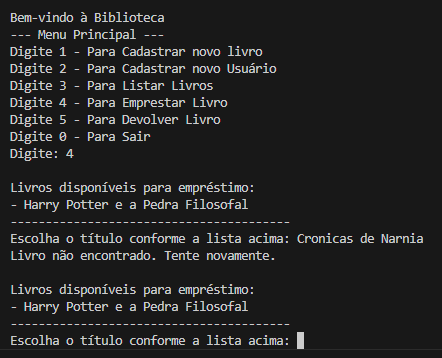 Bem-vindo à Biblioteca
--- Menu Principal ---
Digite 1 - Para Cadastrar novo livro
Digite 2 - Para Cadastrar novo Usuário
Digite 3 - Para Listar Livros
Digite 4 - Para Emprestar Livro
Digite 5 - Para Devolver Livro
Digite 0 - Para Sair
Digite: 4
Livros disponíveis para empréstimo:
- Harry Potter e a Pedra Filosofal
----------------------------------------
Escolha o título conforme a lista acima: Cronicas de Narnia
Livro não encontrado. Tente novamente.
Livros disponíveis para empréstimo:
- Harry Potter e a Pedra Filosofal
----------------------------------------
Escolha o título conforme a lista acima: